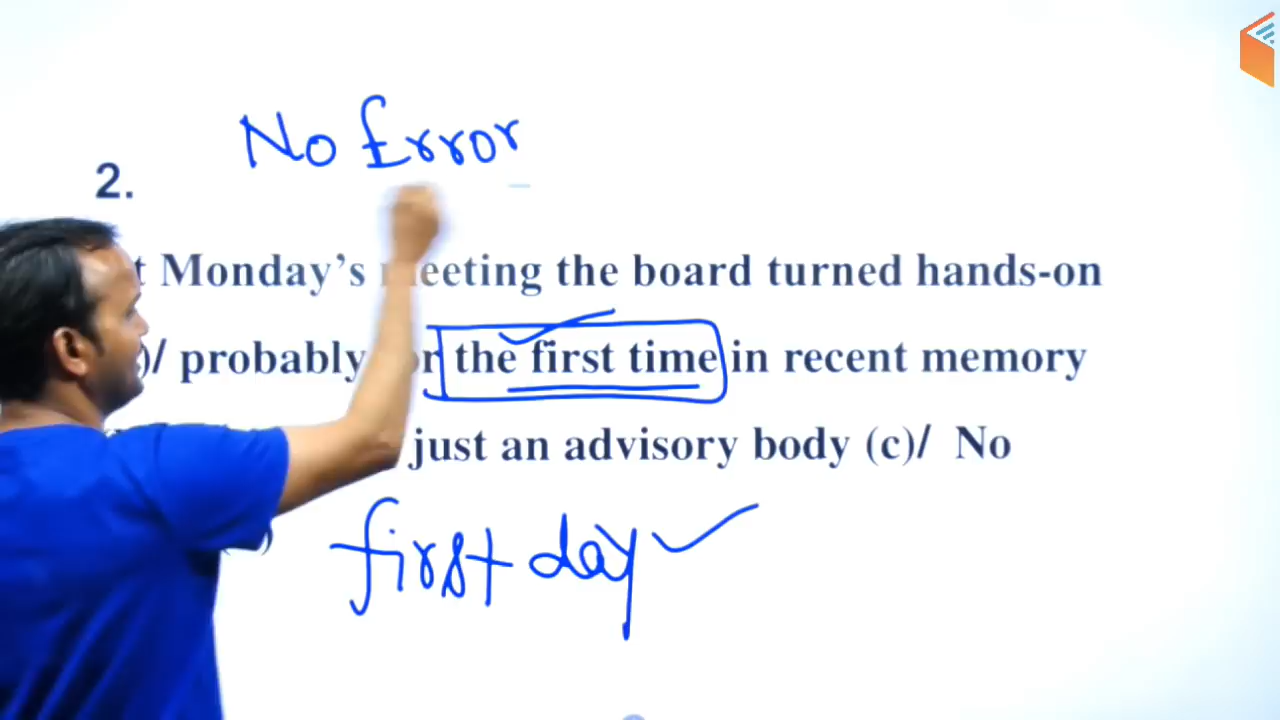 No Error
2.
Monday's meeting the board turned hands-on
)/ probably the first time in recent memory
just an advisory body (c)/ No
first day